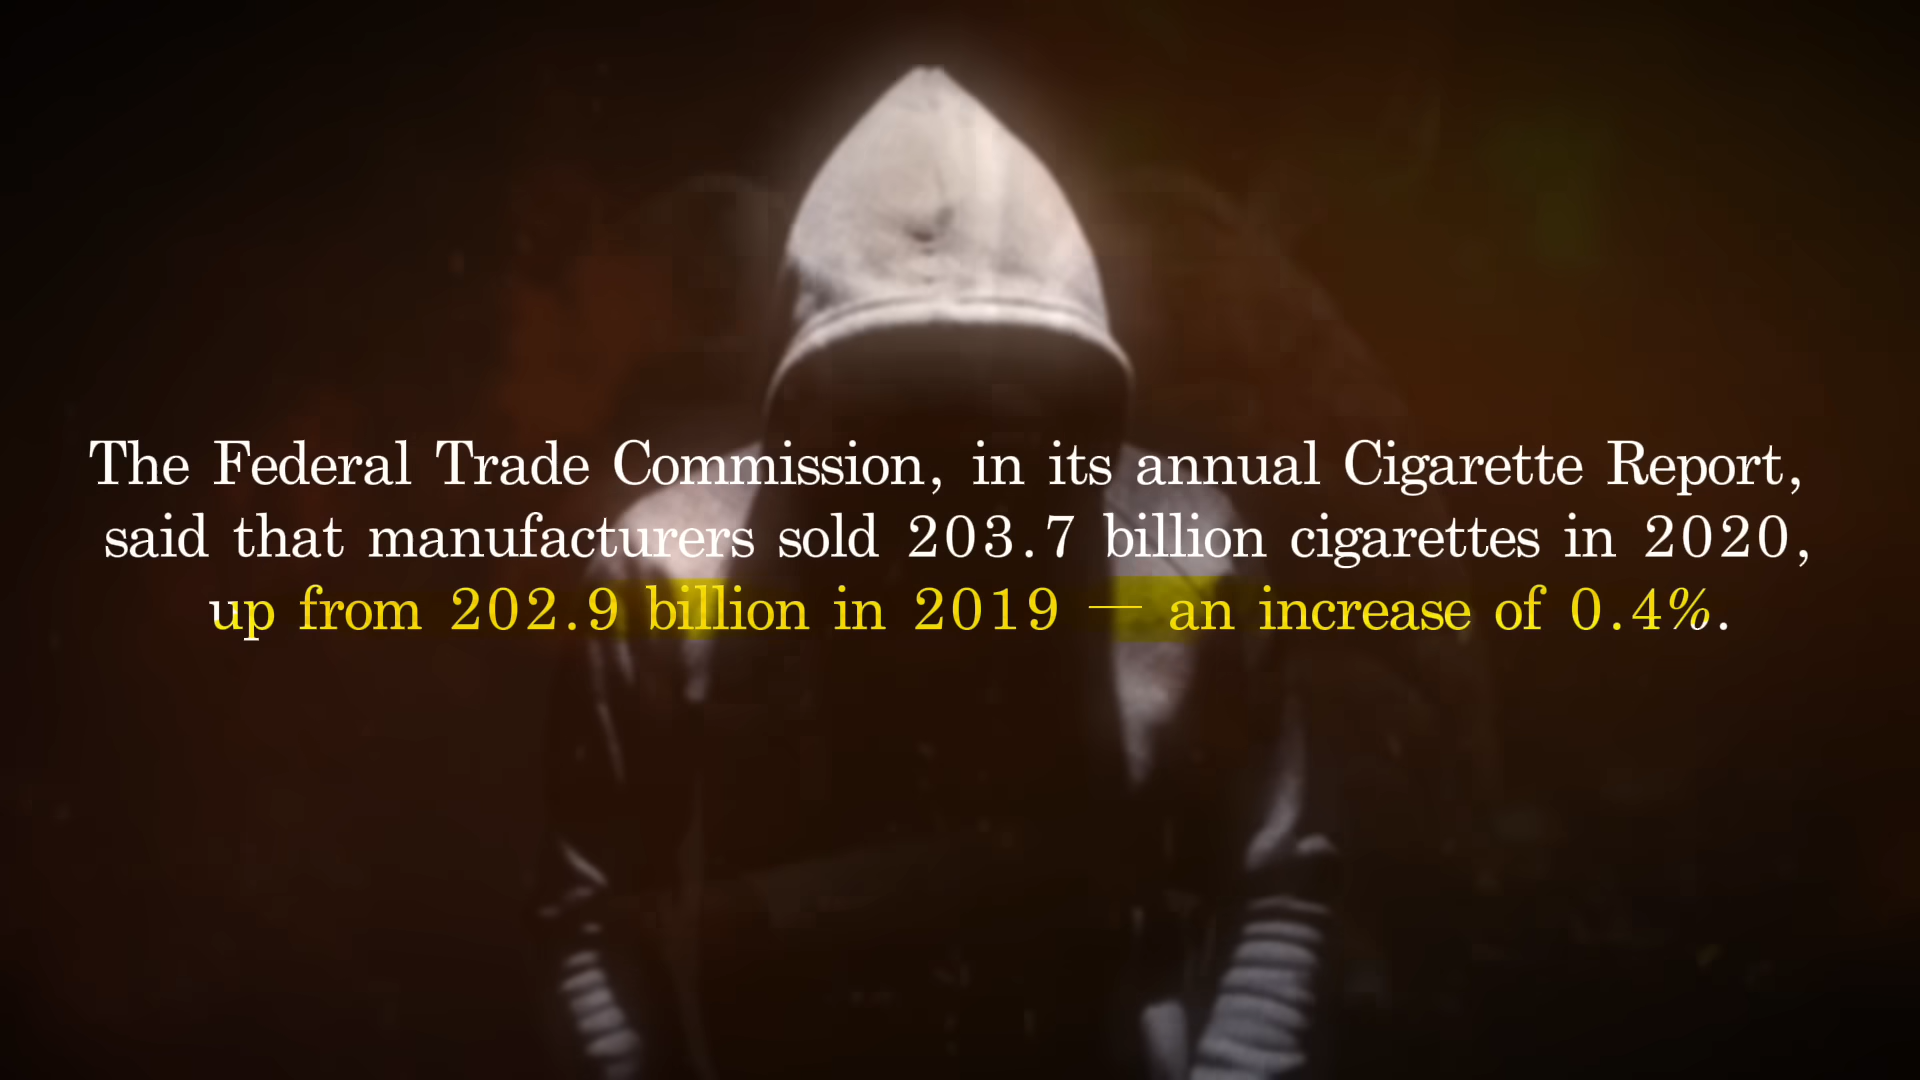 The Federal Trade Commission, in its annual Cigarette Report,
said that manufacturers sold 203.7 billion cigarettes in 2020,
up from 202.9 billion in 2019 — an increase of 0.4%.